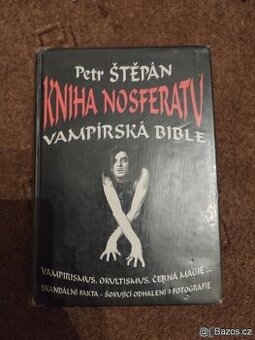 Petr ŠTĚPÁN
KNIHA NOSFERATU
VAMPÍRSKÁ BIBLE
VAMPIRISMUS, OKULTISMUS, ČERNÁ MAGIE...
SKANDÁLNÍ FAKTA - ŠOKUJÍCÍ ODHALENÍ - FOTOGRAFIE
Bazos.cz